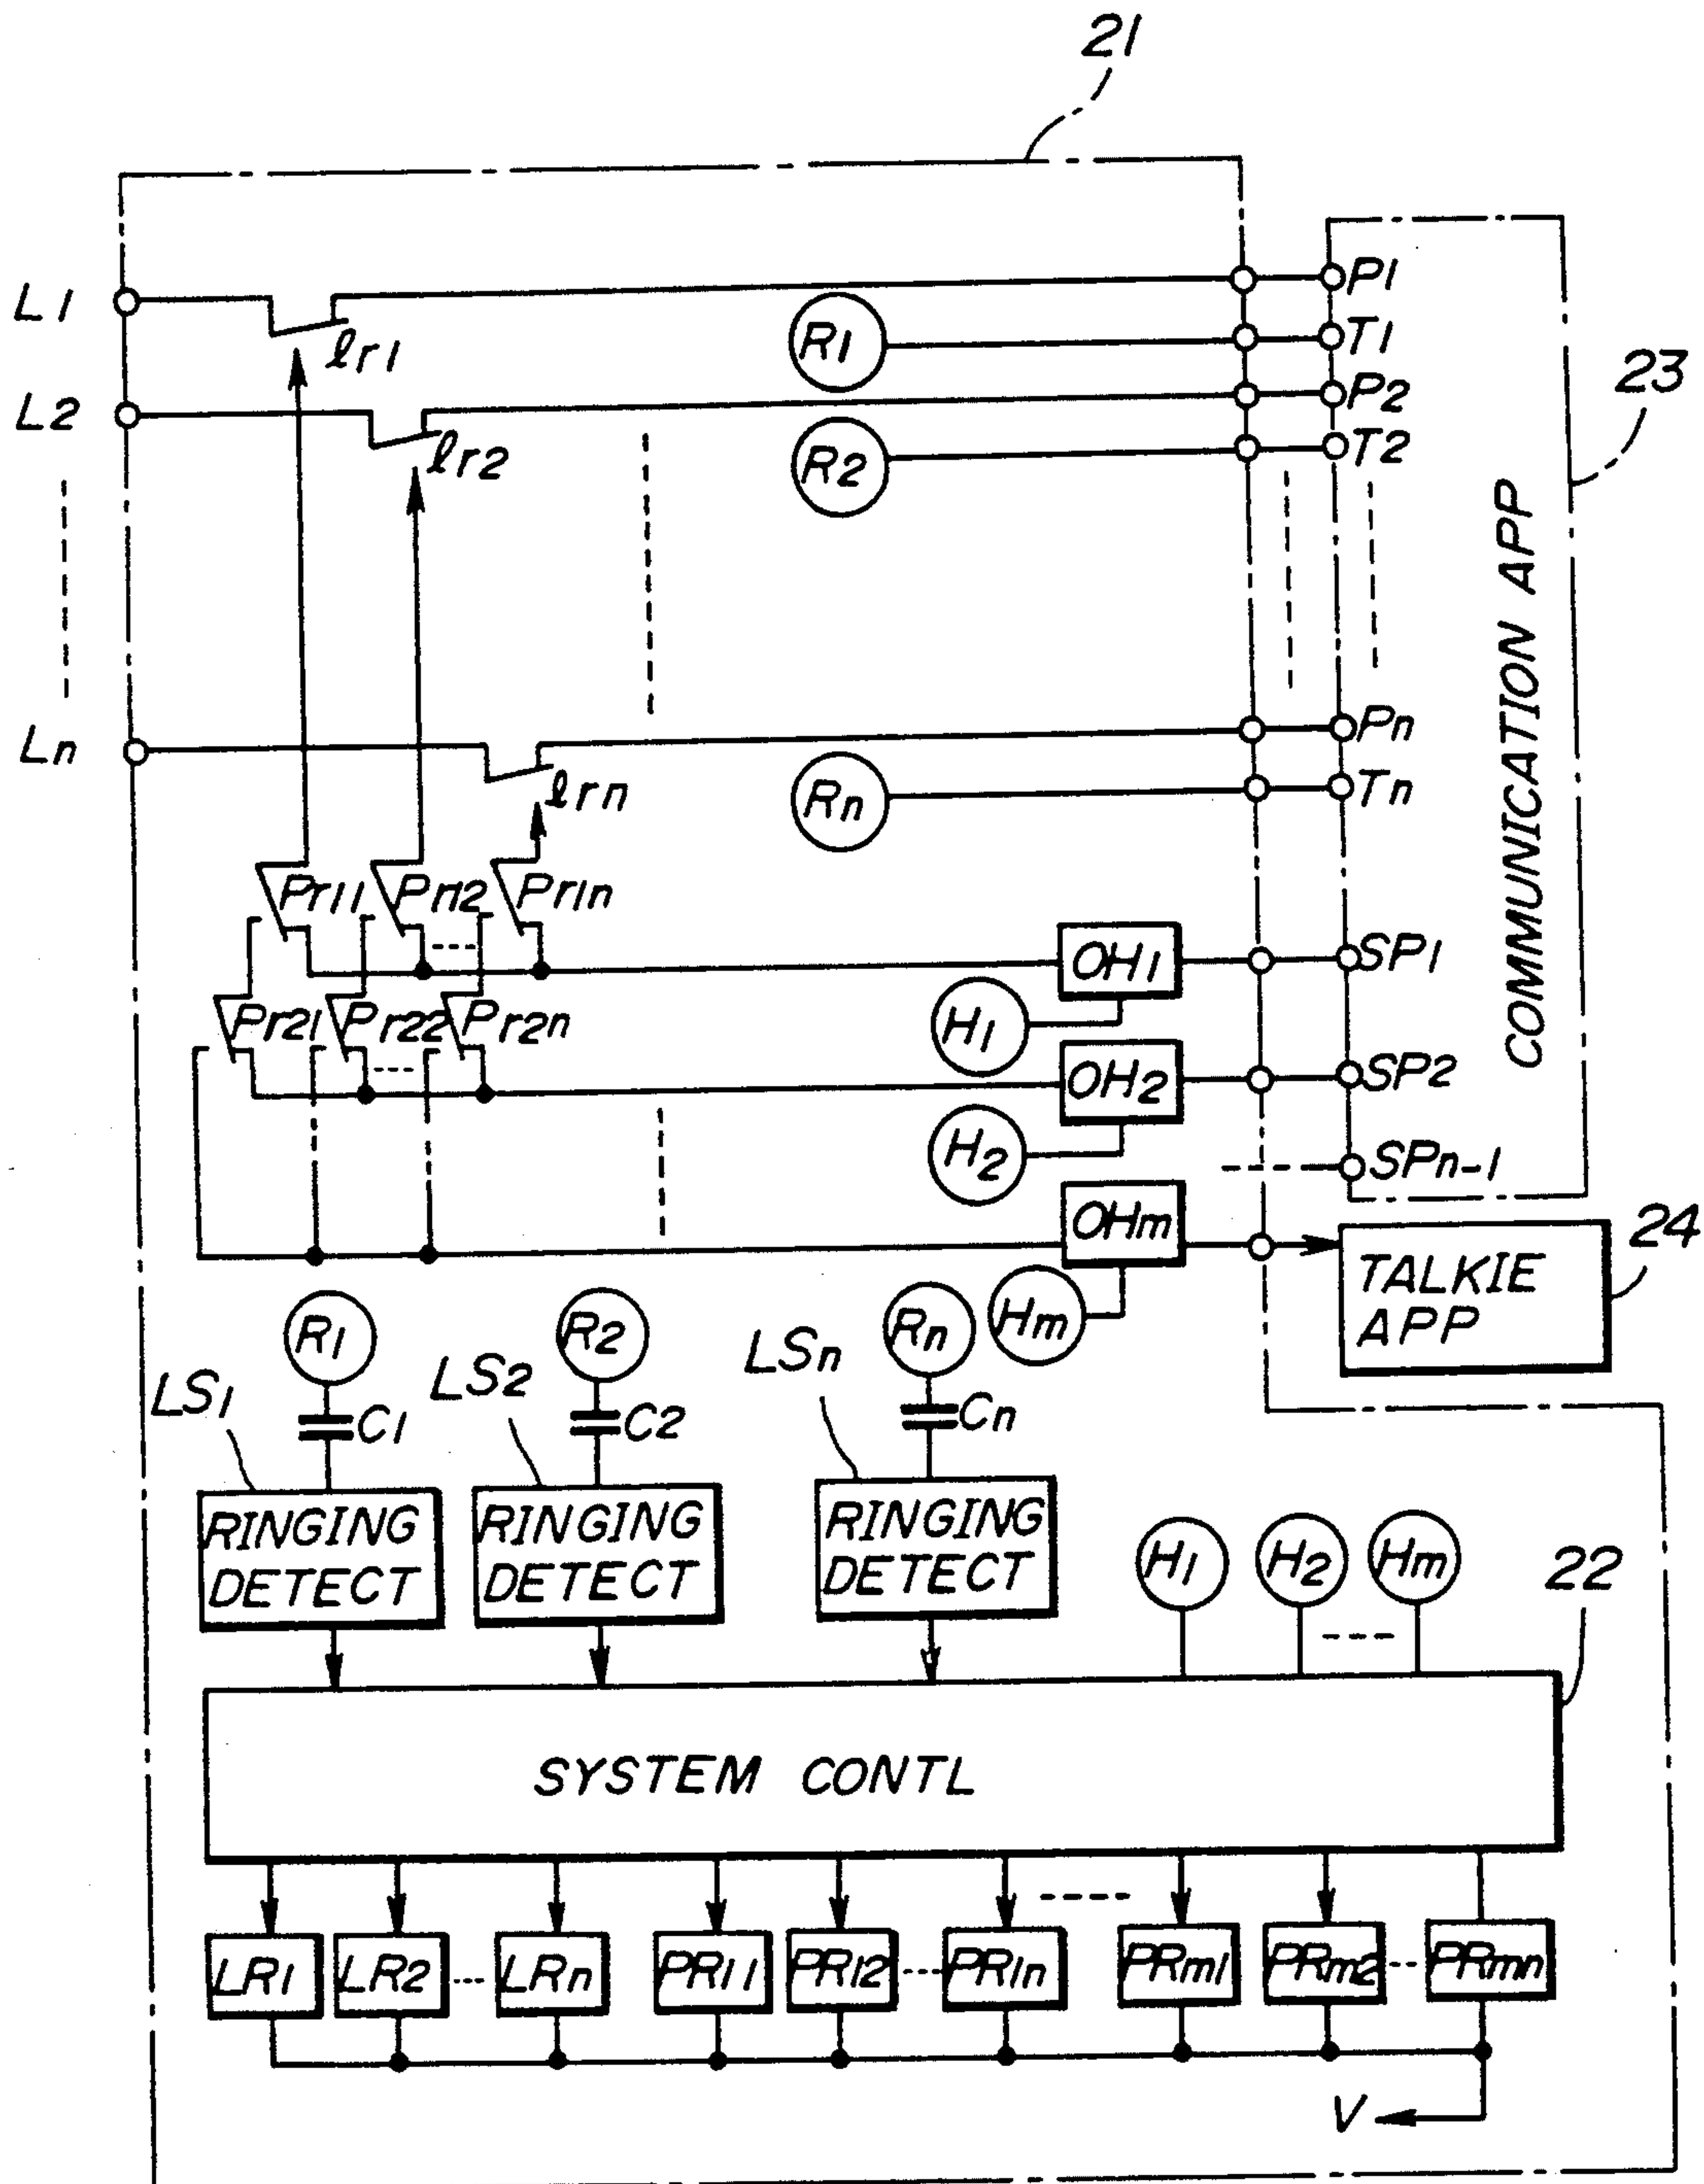 21
L1
P1
R1
T1
lr1
23
L2
P2
lr2
R2
T2
COMMUNICATION APP
Ln
Pn
lrn
Rn
Tn
Pr11
Pr12
Pr1n
OH1
SP1
H1
Pr21
Pr22
Pr2n
OH2
SP2
H2
SPn-1
OHm
24
TALKIE
APP
Hm
R1
R2
Rn
LS1
LS2
LSn
C1
C2
Cn
RINGING
DETECT
RINGING
DETECT
RINGING
DETECT
H1
H2
Hm
22
SYSTEM CONTL
LR1
LR2
LRn
PR11
PR12
PR1n
PRm1
PRm2
PRmn
V